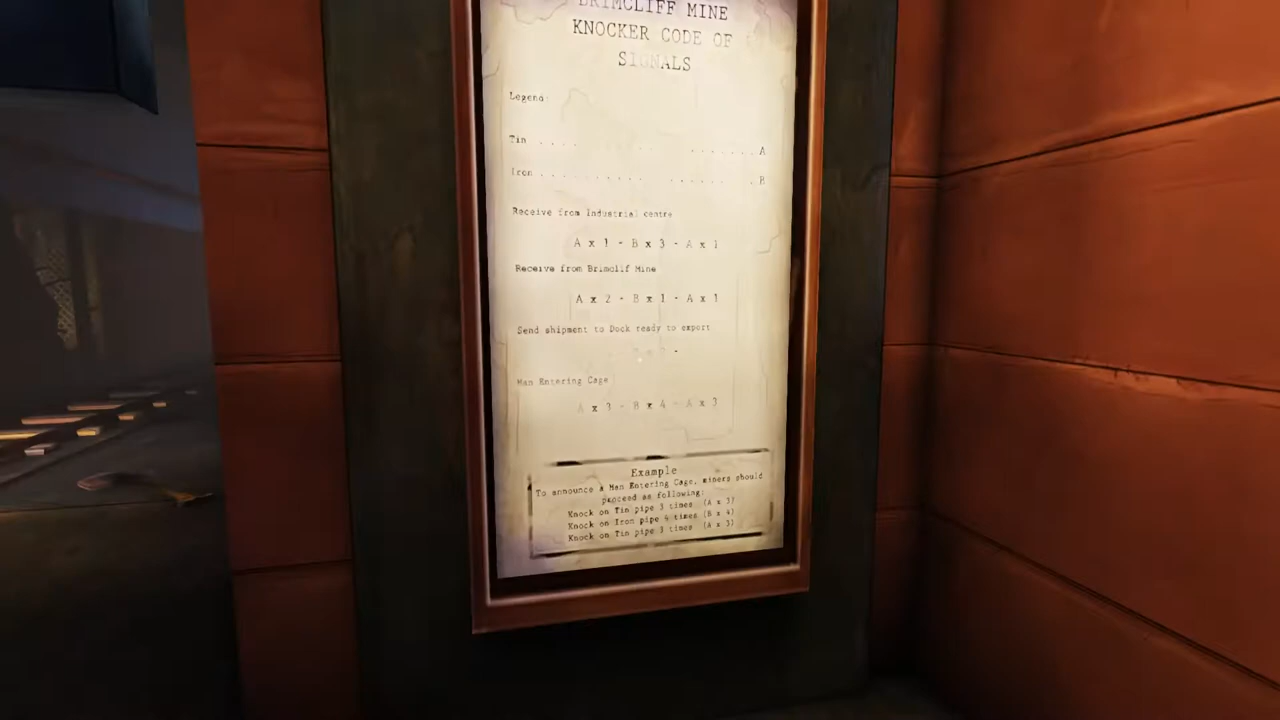 BRIMCLIFF MINE
KNOCKER CODE OF
SIGNALS
Legend
Tin . . . . . . . . . . . A
Iron . . . . . . . . . . . . . . . . . . B
Receive from Industrial centre
A x 1 - B x 3 - A x 1
Receive from Brimclif Mine
A x 2 - B x 1 - A x 1
Send shipment to Dock ready to export
Man Entering Cage
A x 3 - B x 4 - A x 3
Example
To announce a Man Entering Cage, miners should
proceed as following:
Knock on Tin pipe 3 times (A x 3)
Knock on Iron pipe 4 times (B x 4)
Knock on Tin pipe 3 times (A x 3)